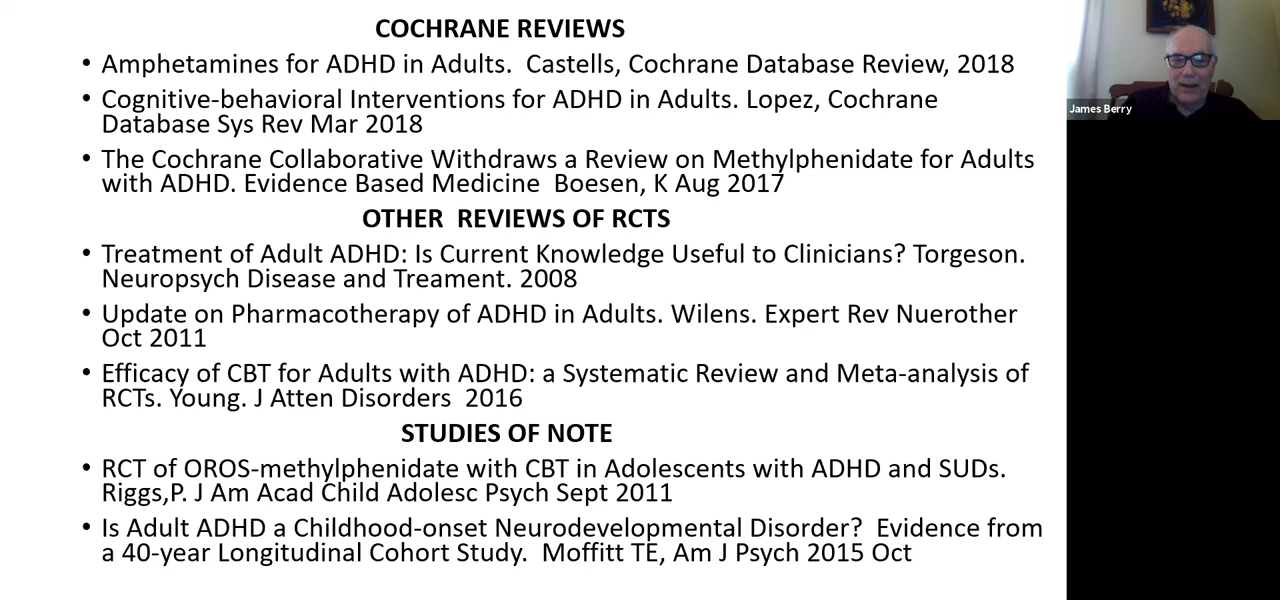 COCHRANE REVIEWS
• Amphetamines for ADHD in Adults.  Castells, Cochrane Database Review, 2018
• Cognitive-behavioral Interventions for ADHD in Adults. Lopez, Cochrane
Database Sys Rev Mar 2018
• The Cochrane Collaborative Withdraws a Review on Methylphenidate for Adults
with ADHD. Evidence Based Medicine  Boesen, K Aug 2017
OTHER  REVIEWS OF RCTS
• Treatment of Adult ADHD: Is Current Knowledge Useful to Clinicians? Torgeson.
Neuropsych Disease and Treament. 2008
• Update on Pharmacotherapy of ADHD in Adults. Wilens. Expert Rev Nuerother
Oct 2011
• Efficacy of CBT for Adults with ADHD: a Systematic Review and Meta-analysis of
RCTs. Young. J Atten Disorders  2016
STUDIES OF NOTE
• RCT of OROS-methylphenidate with CBT in Adolescents with ADHD and SUDs.
Riggs,P. J Am Acad Child Adolesc Psych Sept 2011
• Is Adult ADHD a Childhood-onset Neurodevelopmental Disorder?  Evidence from
a 40-year Longitudinal Cohort Study.  Moffitt TE, Am J Psych 2015 Oct
James Berry